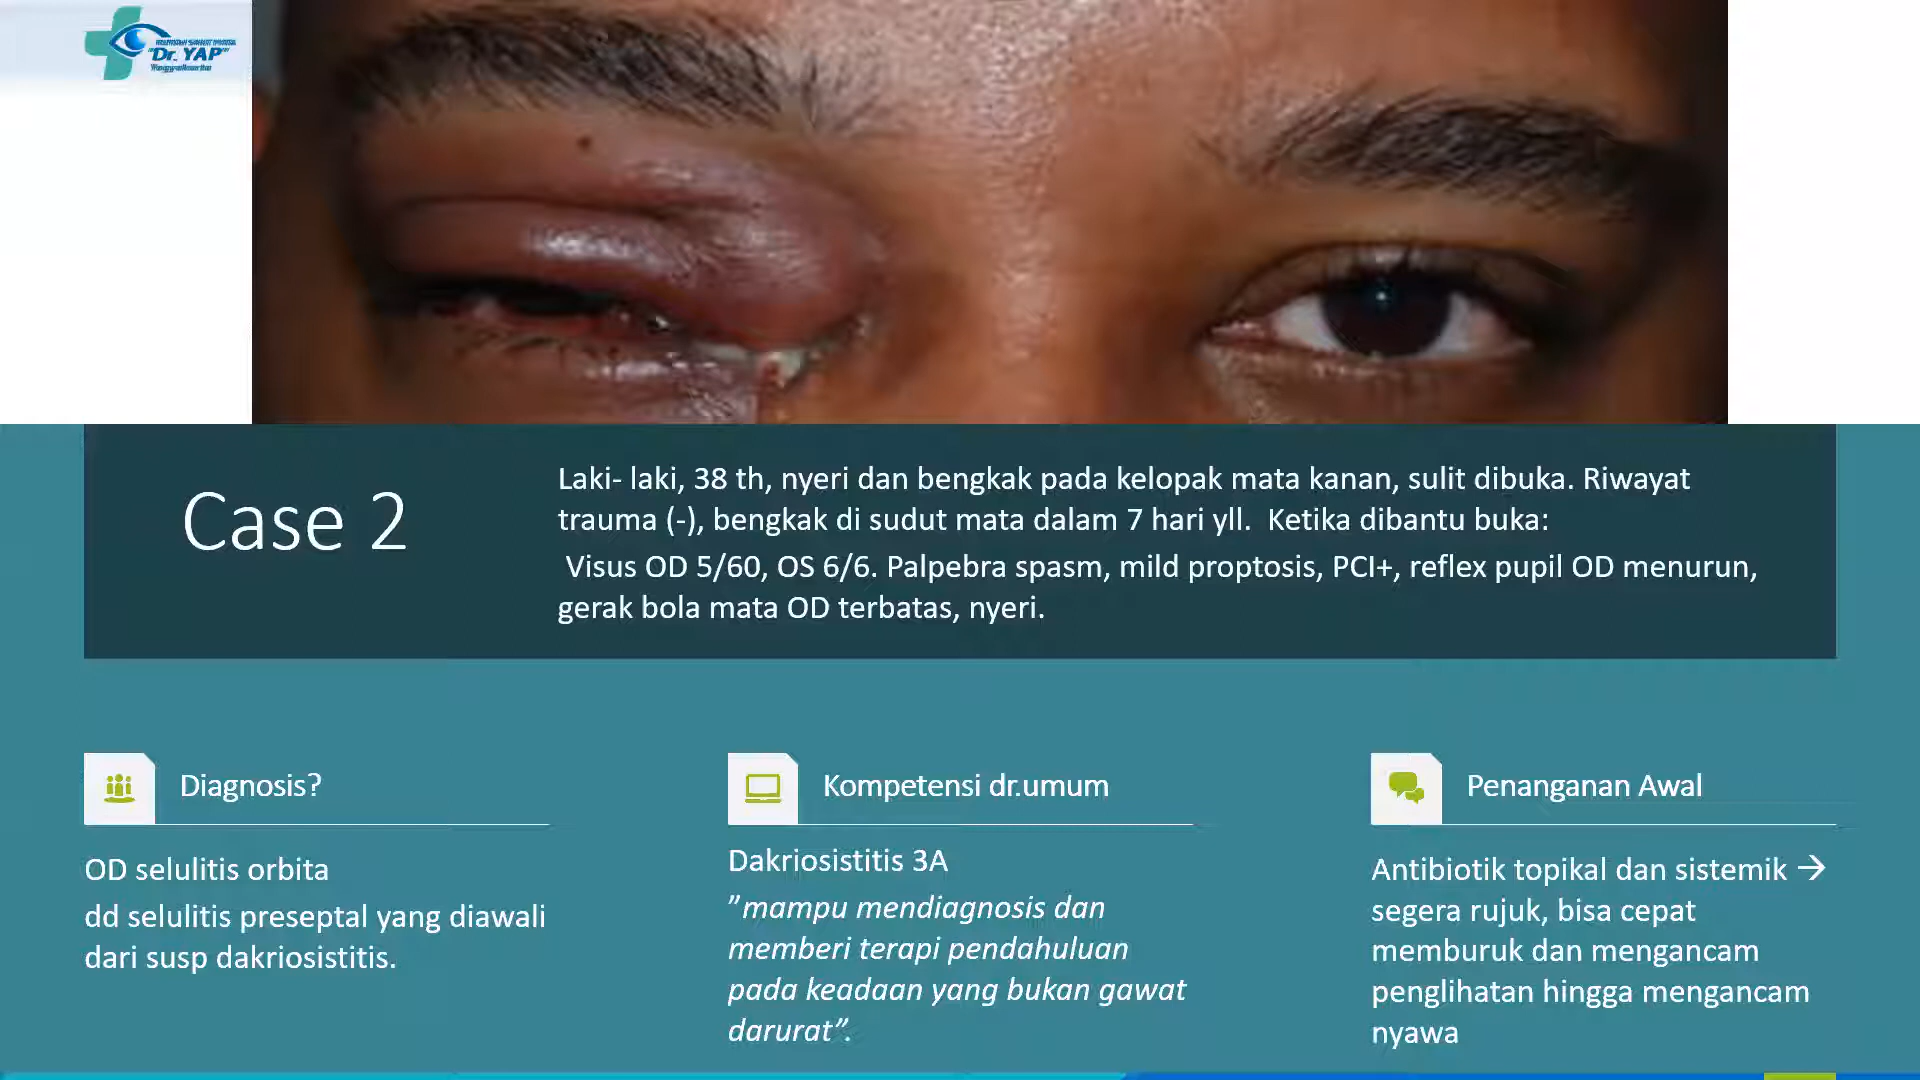 "Dr. YAP"
Case 2
Laki- laki, 38 th, nyeri dan bengkak pada kelopak mata kanan, sulit dibuka. Riwayat
trauma (-), bengkak di sudut mata dalam 7 hari yll.  Ketika dibantu buka:
Visus OD 5/60, OS 6/6. Palpebra spasm, mild proptosis, PCI+, reflex pupil OD menurun,
gerak bola mata OD terbatas, nyeri.
Diagnosis?
OD selulitis orbita
dd selulitis preseptal yang diawali
dari susp dakriosistitis.
Kompetensi dr.umum
Dakriosistitis 3A
”mampu mendiagnosis dan
memberi terapi pendahuluan
pada keadaan yang bukan gawat
darurat”.
Penanganan Awal
Antibiotik topikal dan sistemik →
segera rujuk, bisa cepat
memburuk dan mengancam
penglihatan hingga mengancam
nyawa